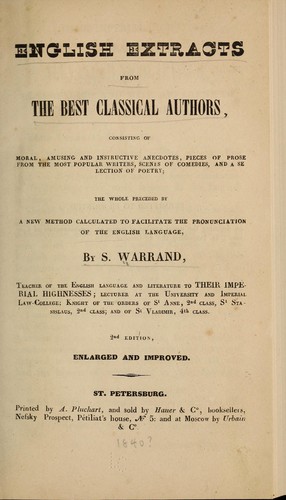 ENGLISH EXTRACTS
FROM
THE BEST CLASSICAL AUTHORS,
CONSISTING OF
MORAL, AMUSING AND INSTRUCTIVE ANECDOTES, PIECES OF PROSE
FROM THE MOST POPULAR WRITERS, SCENES OF COMEDIES, AND A SE
LECTION OF POETRY;
THE WHOLE PRECEDED BY
A NEW METHOD CALCULATED TO FACILITATE THE PRONUNCIATION
OF THE ENGLISH LANGUAGE,
By S. WARRAND,
Teacher of the English language and literature to THEIR IMPE-
RIAL HIGHNESSES; lecturer at the University and Imperial
Law-College; Knight of the orders of St Anne, 2nd class, St Sta-
nislaus, 2nd class; and of St Vladimir, 4th class.
2nd EDITION,
ENLARGED AND IMPROVED.
ST. PETERSBURG.
Printed by A. Pluchart, and sold by Hauer & Co, booksellers,
Nefsky Prospect, Pétiliat's house, № 5: and at Moscow by Urbain
& Co
1840?